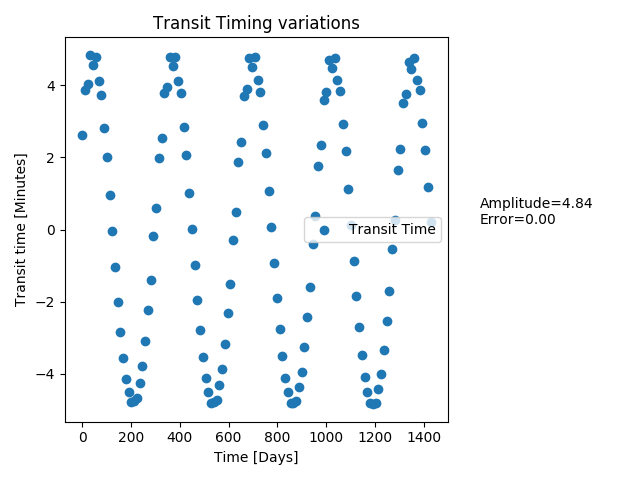 Transit Timing variations
Transit time [Minutes]
4
2
0
−2
−4
Transit Time
Amplitude=4.84
Error=0.00
0 200 400 600 800 1000 1200 1400
Time [Days]